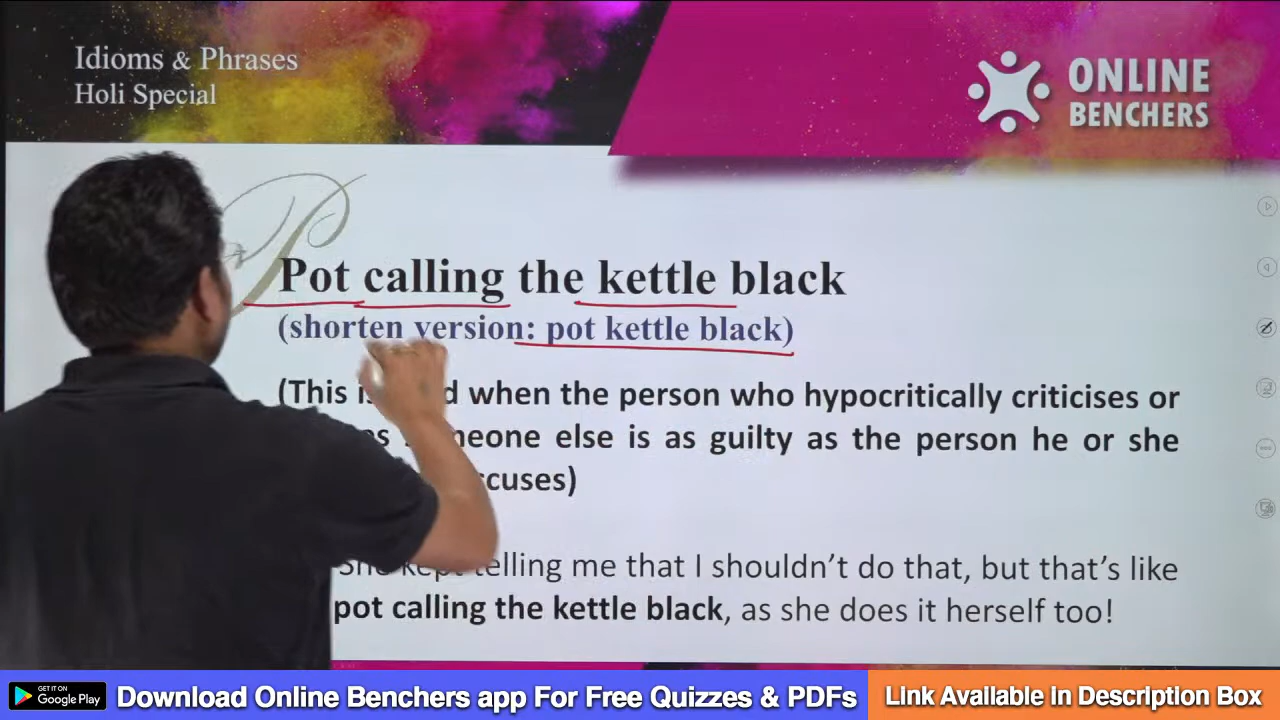 Idioms & Phrases
Holi Special
ONLINE
BENCHERS
Pot calling the kettle black
(shorten version: pot kettle black)
(This is when the person who hypocritically criticises or
someone else is as guilty as the person he or she
She kept telling me that I shouldn't do that, but that's like
pot calling the kettle black, as she does it herself too!
GET IT ON
Google Play
Download Online Benchers app For Free Quizzes & PDFs
Link Available In Description Box